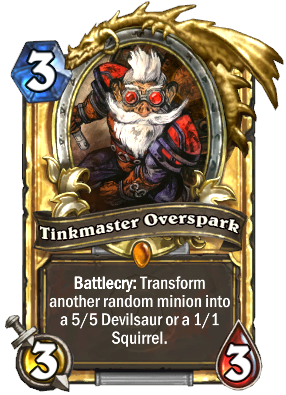 3
Tinkmaster Overspark
Battlecry: Transform
another random minion into
a 5/5 Devilsaur or a 1/1
Squirrel.
3
3